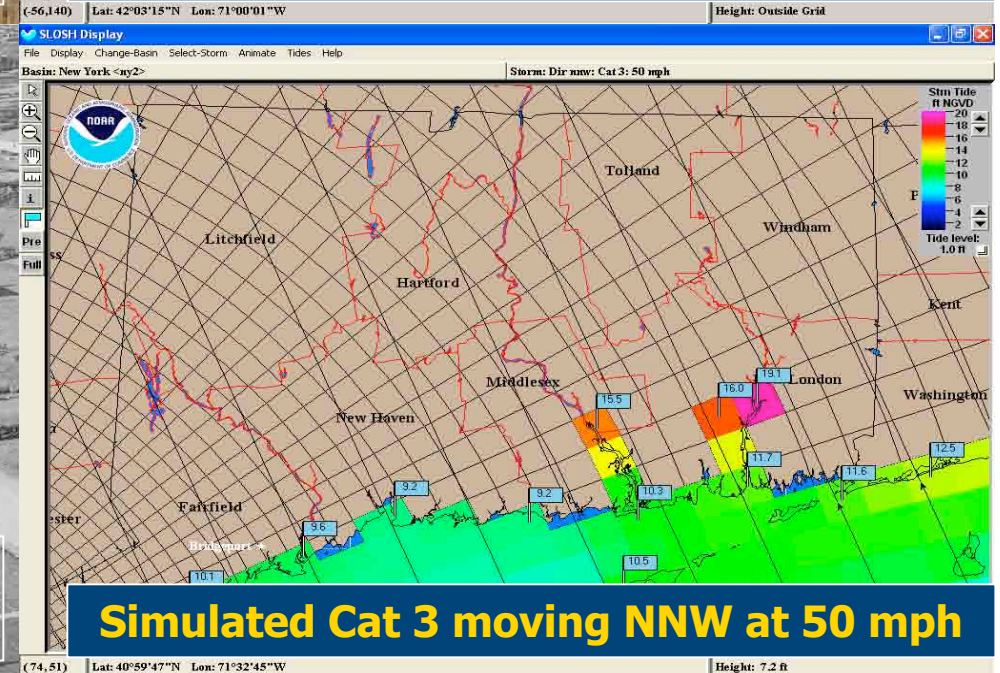 (-56,140) Lat: 42°03'15"N Lon: 71°00'01"W Height: Outside Grid
SLOSH Display
File Display Change-Basin Select-Storm Animate Tides Help
Basin: New York <ny2> Storm: Dir nnw: Cat 3: 50 mph
Strm Tide
ft NGVD
20
18
16
14
12
10
8
6
4
2
Tide level:
1.0 ft
i
Pre
Full
NOAA
Tolland
P
Litchfield
Windham
ss
Hartford
Kent
Middlesex
London
Washington
New Haven
15.5
16.0
19.1
11.7
11.6
12.5
9.2
9.2
10.3
Fairfield
ester
9.6
Bridgeport
10.1
10.5
Simulated Cat 3 moving NNW at 50 mph
(74,51) Lat: 40°59'47"N Lon: 71°32'45"W Height: 7.2 ft